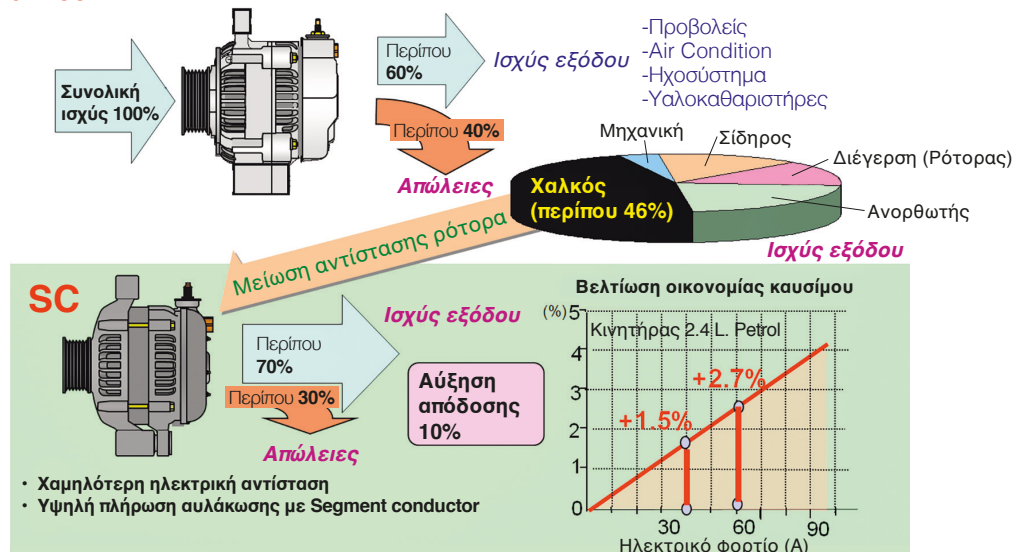 Συνολική
ισχύς 100%
Περίπου
60%
Ισχύς εξόδου
-Προβολείς
-Air Condition
-Ηχοσύστημα
-Υαλοκαθαριστήρες
Περίπου 40%
Απώλειες
Μηχανική
Σίδηρος
Διέγερση (Ρότορας)
Χαλκός
(περίπου 46%)
Ανορθωτής
Ισχύς εξόδου
Μείωση αντίστασης ρότορα
SC
Περίπου
70%
Ισχύς εξόδου
Περίπου 30%
Απώλειες
Αύξηση
απόδοσης
10%
• Χαμηλότερη ηλεκτρική αντίσταση
• Υψηλή πλήρωση αυλάκωσης με Segment conductor
Βελτίωση οικονομίας καυσίμου
(%)
5
Κινητήρας 2.4 L. Petrol
4
3
+2.7%
2
+1.5%
1
0
30 60 90
Ηλεκτρικό φορτίο (A)